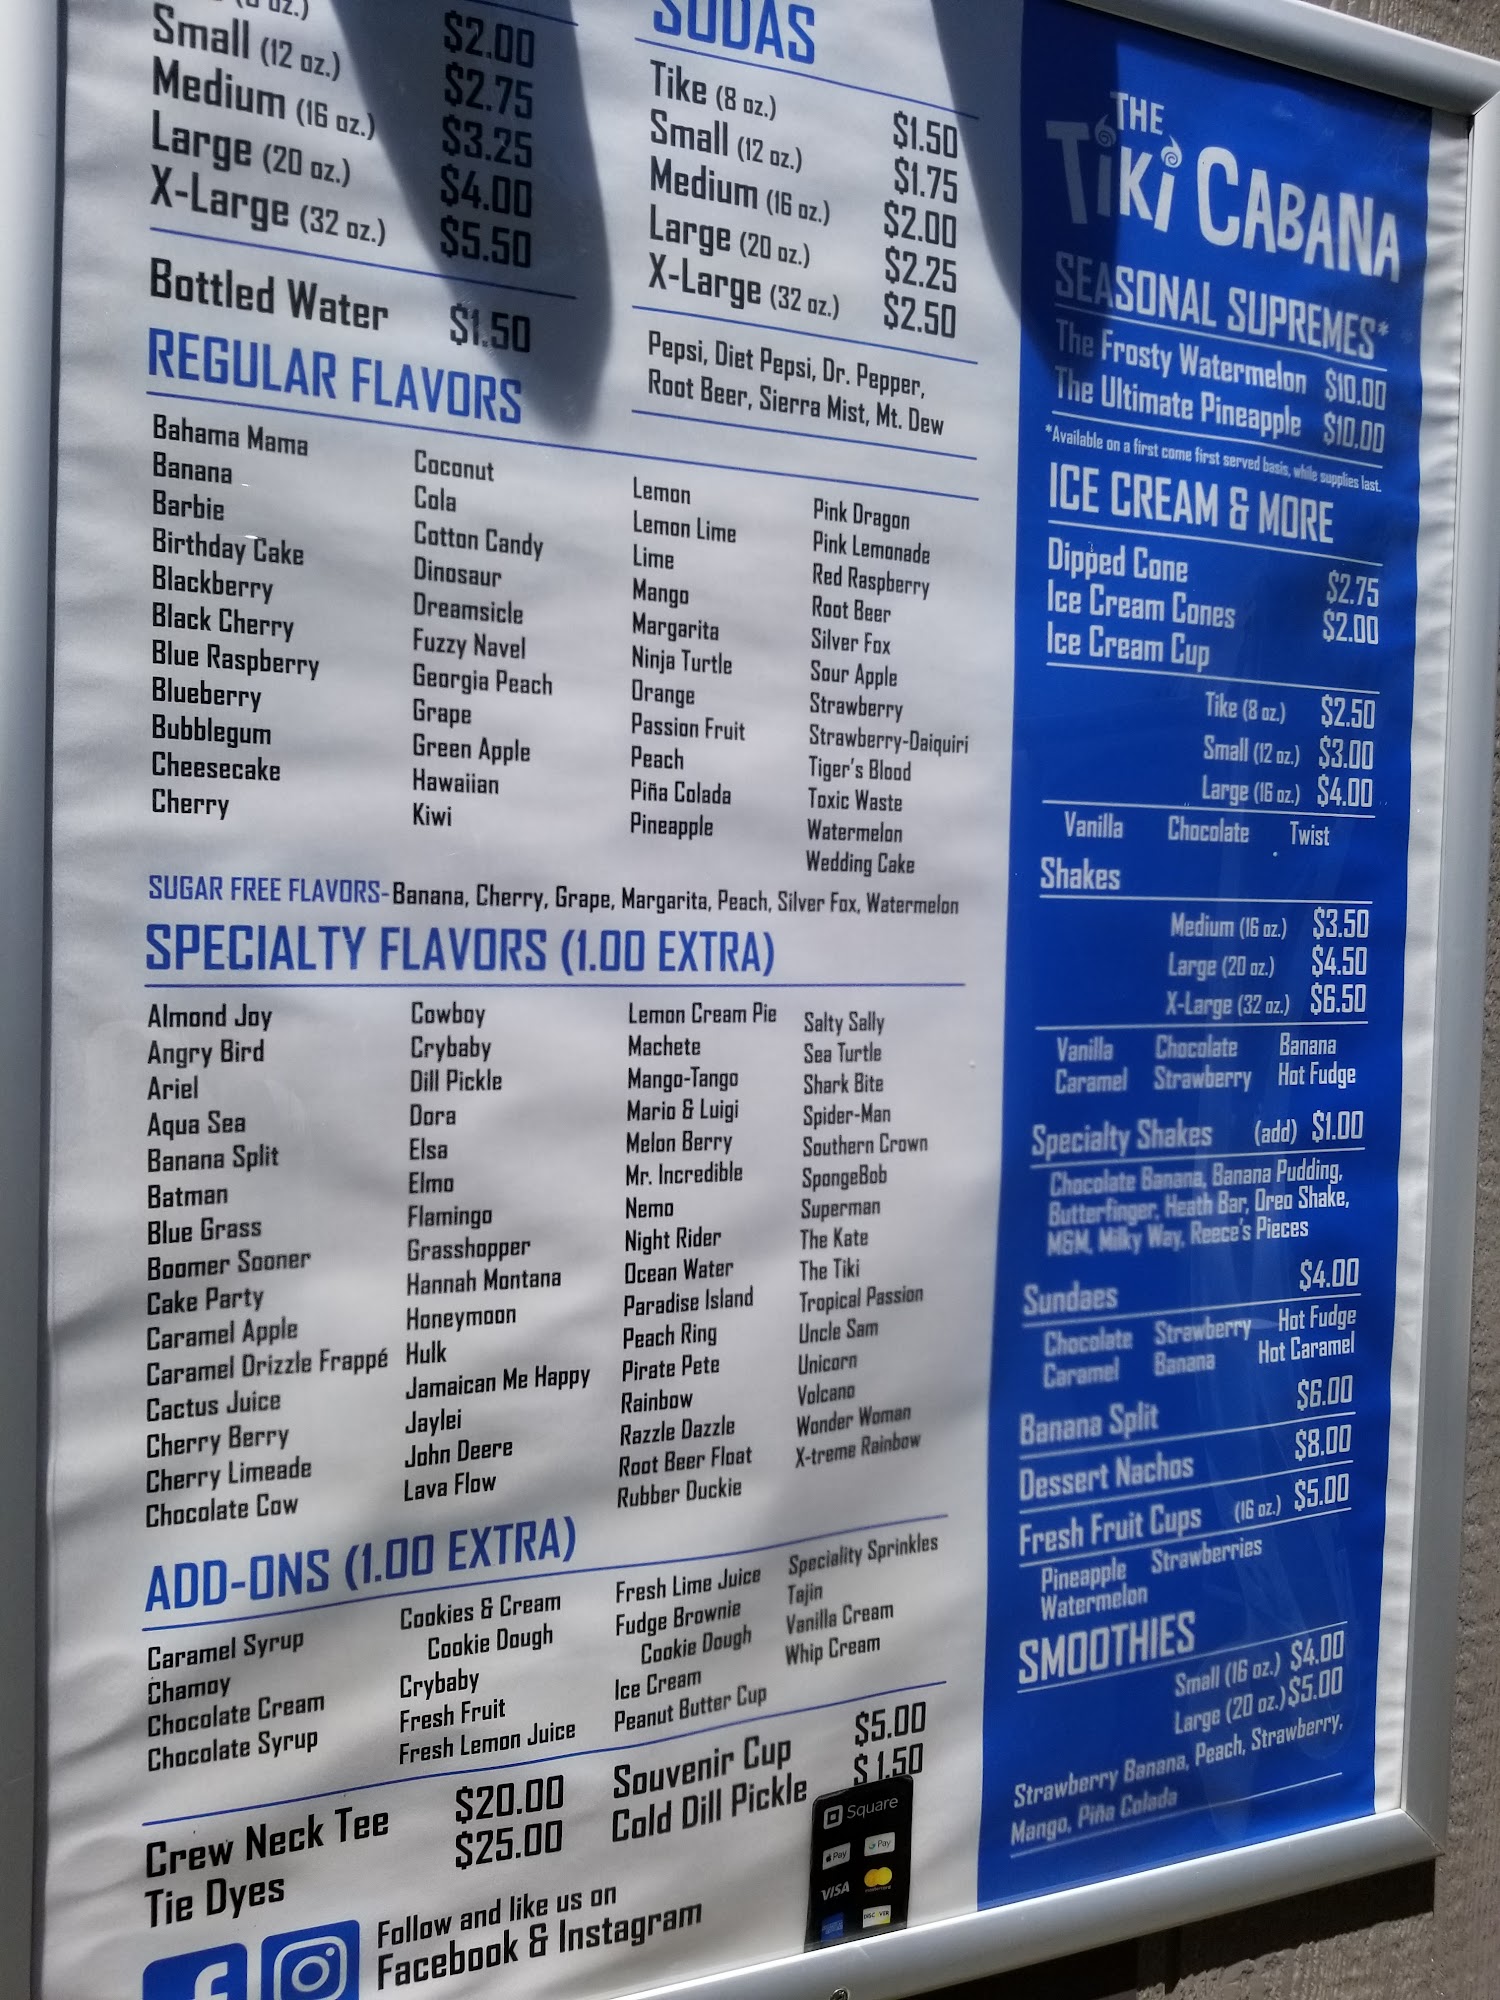 Small (12 oz.) $2.00
Medium (16 oz.) $2.75
Large (20 oz.) $3.25
X-Large (32 oz.) $4.00
$5.50
Bottled Water $1.50
SODAS
Tike (8 oz.) $1.50
Small (12 oz.) $1.75
Medium (16 oz.) $2.00
Large (20 oz.) $2.25
X-Large (32 oz.) $2.50
Pepsi, Diet Pepsi, Dr. Pepper,
Root Beer, Sierra Mist, Mt. Dew
REGULAR FLAVORS
Bahama Mama
Banana
Barbie
Birthday Cake
Blackberry
Black Cherry
Blue Raspberry
Blueberry
Bubblegum
Cheesecake
Cherry
Coconut
Cola
Cotton Candy
Dinosaur
Dreamsicle
Fuzzy Navel
Georgia Peach
Grape
Green Apple
Hawaiian
Kiwi
Lemon
Lemon Lime
Lime
Mango
Margarita
Ninja Turtle
Orange
Passion Fruit
Peach
Piña Colada
Pineapple
Pink Dragon
Pink Lemonade
Red Raspberry
Root Beer
Silver Fox
Sour Apple
Strawberry
Strawberry-Daiquiri
Tiger's Blood
Toxic Waste
Watermelon
Wedding Cake
SUGAR FREE FLAVORS-Banana, Cherry, Grape, Margarita, Peach, Silver Fox, Watermelon
SPECIALTY FLAVORS (1.00 EXTRA)
Almond Joy
Angry Bird
Ariel
Aqua Sea
Banana Split
Batman
Blue Grass
Boomer Sooner
Cake Party
Caramel Apple
Caramel Drizzle Frappé
Cactus Juice
Cherry Berry
Cherry Limeade
Chocolate Cow
Cowboy
Crybaby
Dill Pickle
Dora
Elsa
Elmo
Flamingo
Grasshopper
Hannah Montana
Honeymoon
Hulk
Jamaican Me Happy
Jaylei
John Deere
Lava Flow
Lemon Cream Pie
Machete
Mango-Tango
Mario & Luigi
Melon Berry
Mr. Incredible
Nemo
Night Rider
Ocean Water
Paradise Island
Peach Ring
Pirate Pete
Rainbow
Razzle Dazzle
Root Beer Float
Rubber Duckie
Salty Sally
Sea Turtle
Shark Bite
Spider-Man
Southern Crown
SpongeBob
Superman
The Kate
The Tiki
Tropical Passion
Uncle Sam
Unicorn
Volcano
Wonder Woman
X-treme Rainbow
ADD-ONS (1.00 EXTRA)
Caramel Syrup
Chamoy
Chocolate Cream
Chocolate Syrup
Cookies & Cream
Cookie Dough
Crybaby
Fresh Fruit
Fresh Lemon Juice
Fresh Lime Juice
Fudge Brownie
Cookie Dough
Ice Cream
Peanut Butter Cup
Speciality Sprinkles
Tajin
Vanilla Cream
Whip Cream
Crew Neck Tee $20.00
Tie Dyes $25.00
Souvenir Cup $5.00
Cold Dill Pickle $1.50
Follow and like us on
Facebook & Instagram
Square
Pay
Pay
VISA
mastercard
DISCOVER
THE
TiKi CABANA
SEASONAL SUPREMES*
The Frosty Watermelon $10.00
The Ultimate Pineapple $10.00
*Available on a first come first served basis, while supplies last.
ICE CREAM & MORE
Dipped Cone $2.75
Ice Cream Cones $2.00
Ice Cream Cup
Tike (8 oz.) $2.50
Small (12 oz.) $3.00
Large (16 oz.) $4.00
Vanilla Chocolate Twist
Shakes
Medium (16 oz.) $3.50
Large (20 oz.) $4.50
X-Large (32 oz.) $6.50
Vanilla Chocolate Banana
Caramel Strawberry Hot Fudge
Specialty Shakes (add) $1.00
Chocolate Banana, Banana Pudding,
Butterfinger, Heath Bar, Oreo Shake,
M&M, Milky Way, Reece's Pieces
Sundaes $4.00
Chocolate Strawberry Hot Fudge
Caramel Banana Hot Caramel
Banana Split $6.00
Dessert Nachos $8.00
Fresh Fruit Cups (16 oz.) $5.00
Pineapple Strawberries
Watermelon
SMOOTHIES
Small (16 oz.) $4.00
Large (20 oz.) $5.00
Strawberry Banana, Peach, Strawberry,
Mango, Piña Colada